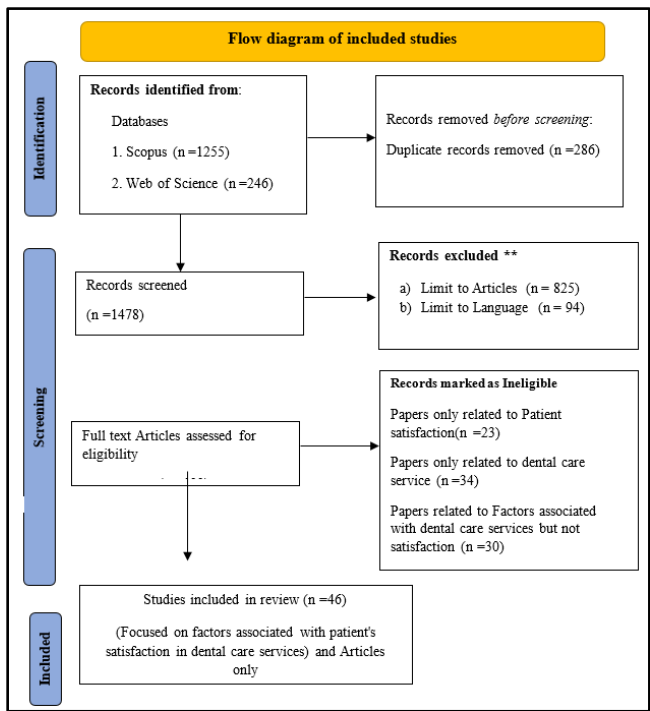 Flow diagram of included studies
Identification
Records identified from:
Databases
1. Scopus (n =1255)
2. Web of Science (n =246)
Records removed before screening:
Duplicate records removed (n =286)
Screening
Records screened
(n =1478)
Records excluded **
a) Limit to Articles (n = 825)
b) Limit to Language (n = 94)
Full text Articles assessed for
eligibility
Records marked as Ineligible
Papers only related to Patient
satisfaction(n =23)
Papers only related to dental care
service (n =34)
Papers related to Factors associated
with dental care services but not
satisfaction (n =30)
Included
Studies included in review (n =46)
(Focused on factors associated with patient's
satisfaction in dental care services) and Articles
only